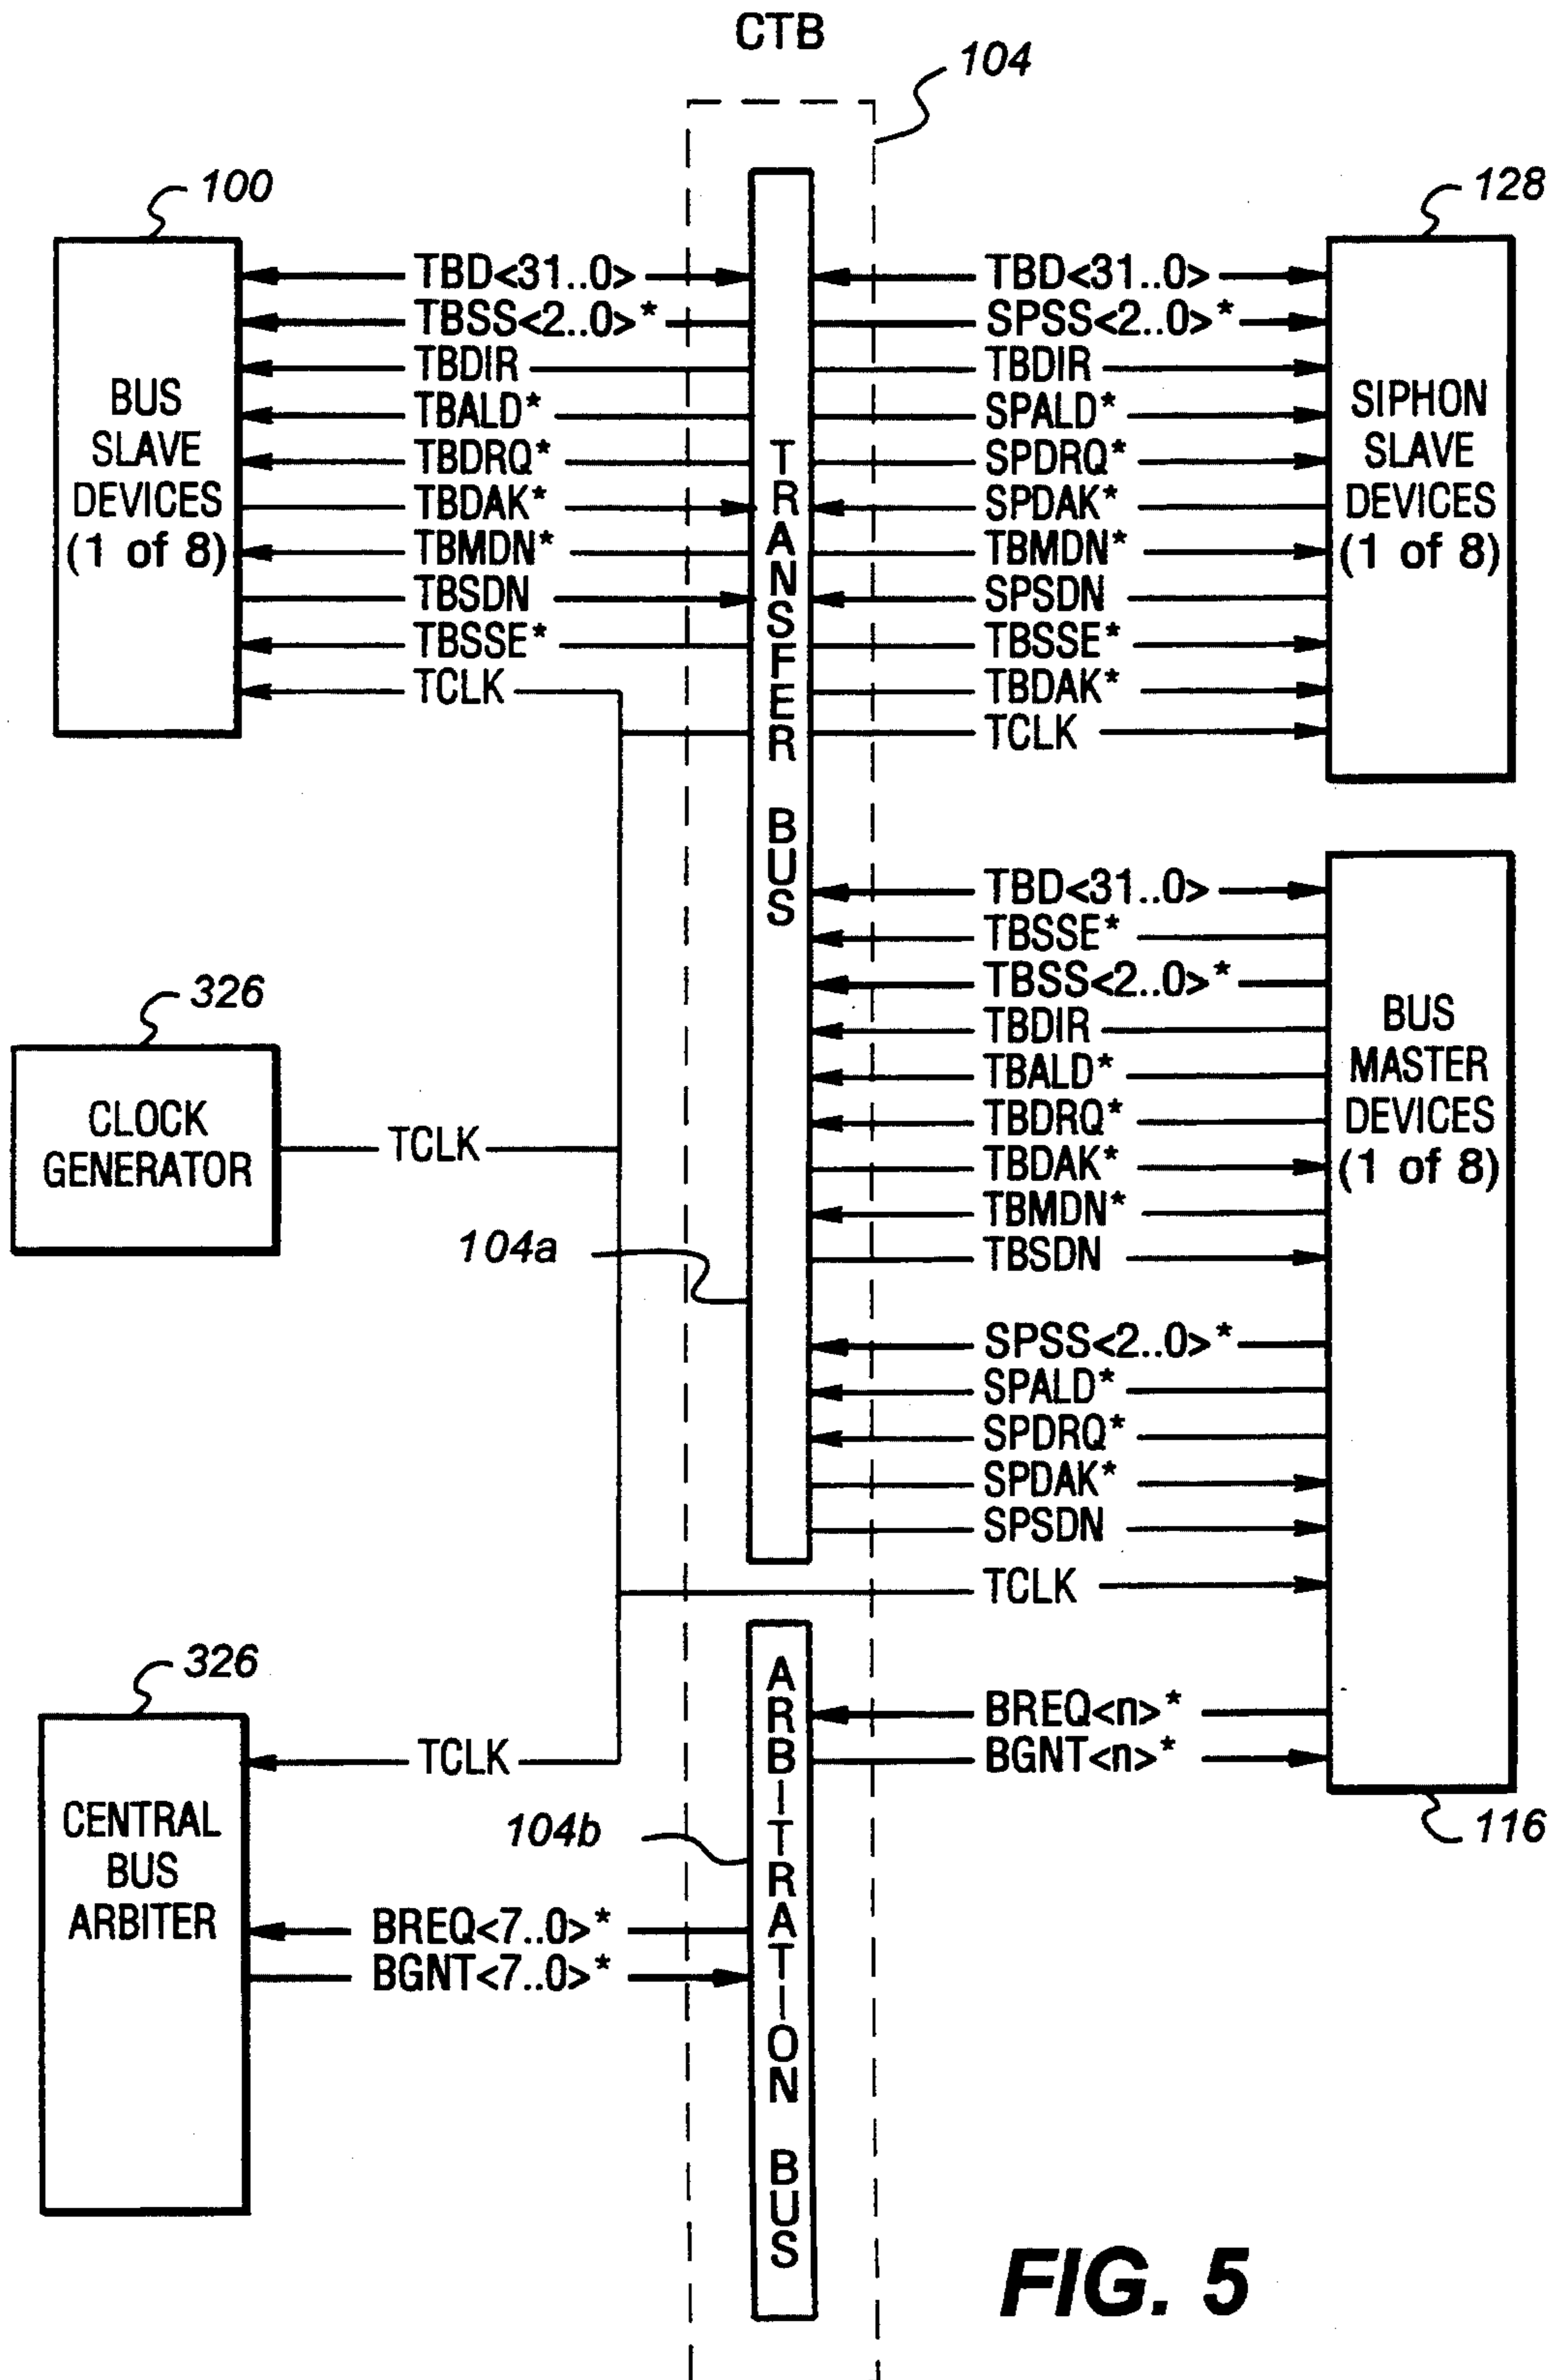 CTB
104
100
128
BUS
SLAVE
DEVICES
(1 of 8)
TBD<31..0>
TBSS<2..0>*
TBDIR
TBALD*
TBDRQ*
TBDAK*
TBMDN*
TBSDN
TBSSE*
TCLK
TRANSFER BUS
TBD<31..0>
SPSS<2..0>*
TBDIR
SPALD*
SPDRQ*
SPDAK*
TBMDN*
SPSDN
TBSSE*
TBDAK*
TCLK
SIPHON
SLAVE
DEVICES
(1 of 8)
326
CLOCK
GENERATOR
TCLK
104a
TBD<31..0>
TBSSE*
TBSS<2..0>*
TBDIR
TBALD*
TBDRQ*
TBDAK*
TBMDN*
TBSDN
SPSS<2..0>*
SPALD*
SPDRQ*
SPDAK*
SPSDN
TCLK
BREQ<n>*
BGNT<n>*
BUS
MASTER
DEVICES
(1 of 8)
116
326
CENTRAL
BUS
ARBITER
TCLK
104b
BREQ<7..0>*
BGNT<7..0>*
ARBITRATION BUS
FIG. 5